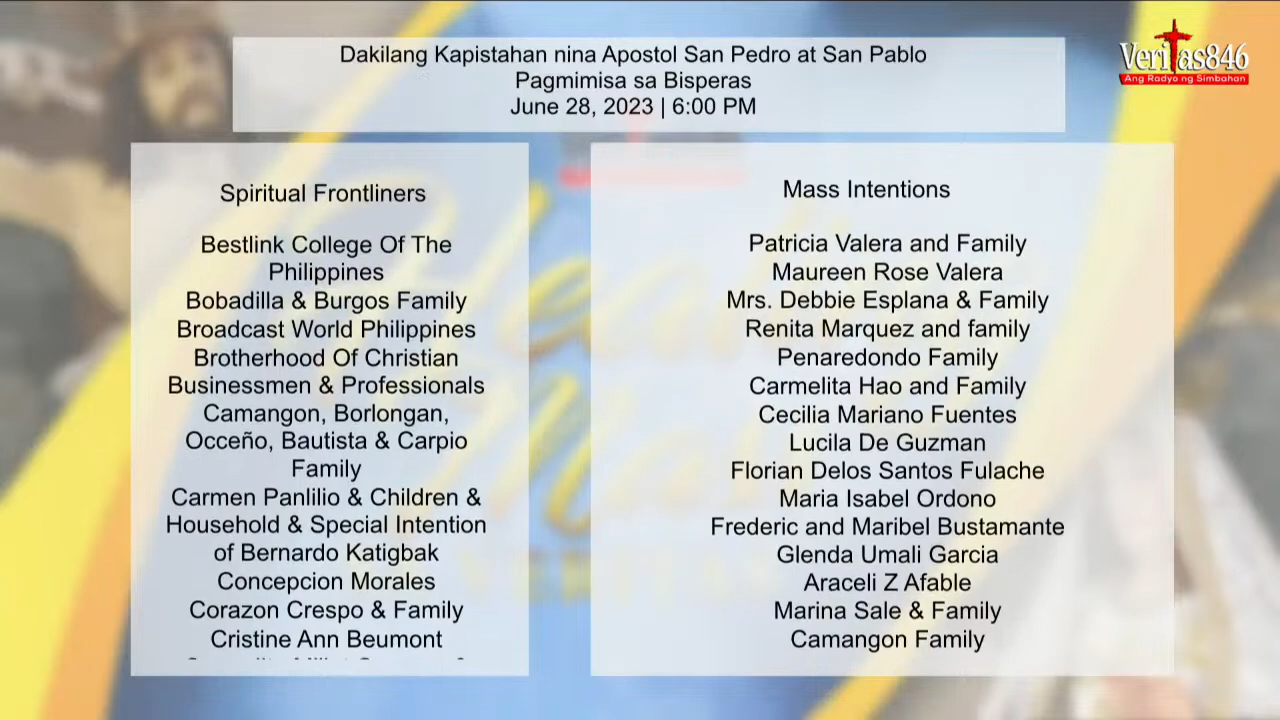 Dakilang Kapistahan nina Apostol San Pedro at San Pablo
Pagmimisa sa Bisperas
June 28, 2023 | 6:00 PM
Veritas846
Ang Radyo ng Simbahan
Spiritual Frontliners
Bestlink College Of The
Philippines
Bobadilla & Burgos Family
Broadcast World Philippines
Brotherhood Of Christian
Businessmen & Professionals
Camangon, Borlongan,
Occeño, Bautista & Carpio
Family
Carmen Panlilio & Children &
Household & Special Intention
of Bernardo Katigbak
Concepcion Morales
Corazon Crespo & Family
Cristine Ann Beumont
Mass Intentions
Patricia Valera and Family
Maureen Rose Valera
Mrs. Debbie Esplana & Family
Renita Marquez and family
Penaredondo Family
Carmelita Hao and Family
Cecilia Mariano Fuentes
Lucila De Guzman
Florian Delos Santos Fulache
Maria Isabel Ordono
Frederic and Maribel Bustamante
Glenda Umali Garcia
Araceli Z Afable
Marina Sale & Family
Camangon Family